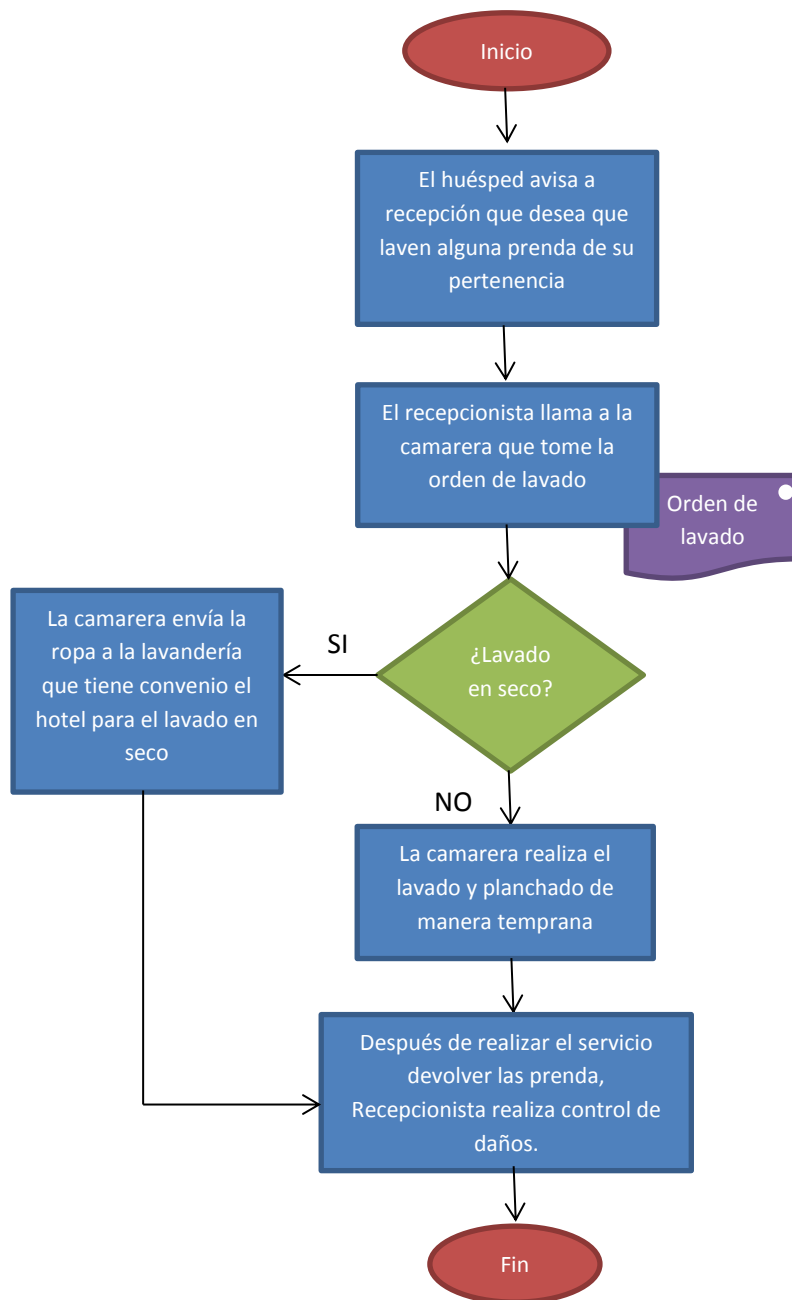 Inicio
El huésped avisa a
recepción que desea que
laven alguna prenda de su
pertenencia
El recepcionista llama a la
camarera que tome la
orden de lavado
Orden de
lavado
¿Lavado
en seco?
SI
La camarera envía la
ropa a la lavandería
que tiene convenio el
hotel para el lavado en
seco
NO
La camarera realiza el
lavado y planchado de
manera temprana
Después de realizar el servicio
devolver las prenda,
Recepcionista realiza control de
daños.
Fin